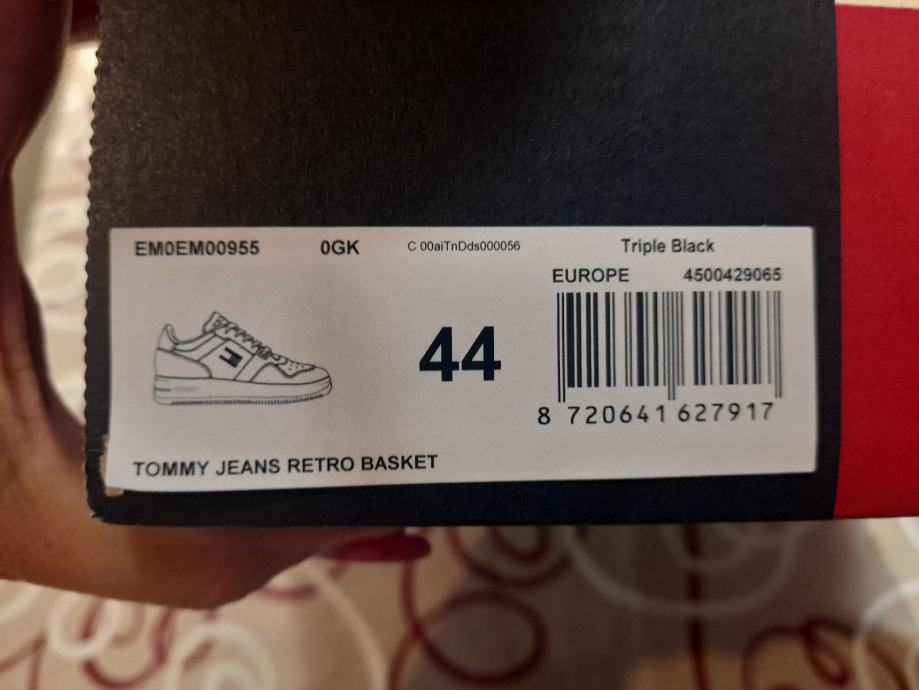 EM0EM00955 0GK C 00aiTnDds000056 Triple Black
EUROPE 4500429065
44
8 720641 627917
TOMMY JEANS RETRO BASKET